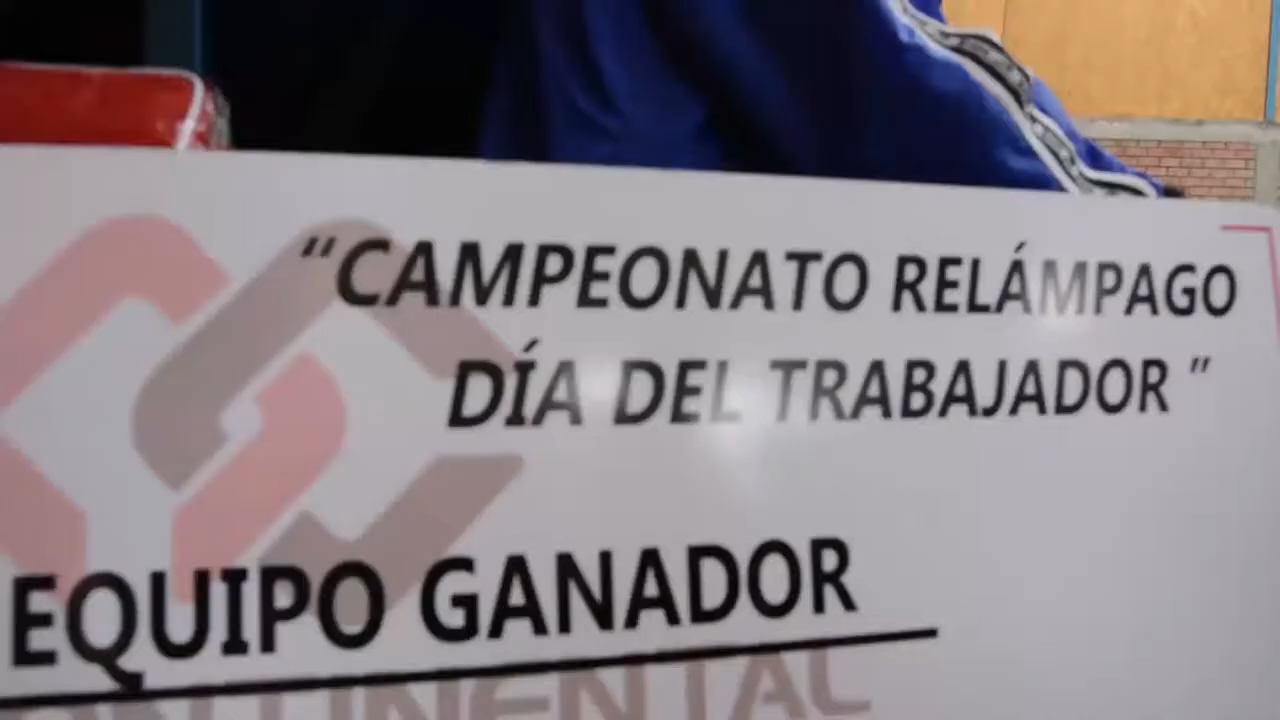 “CAMPEONATO RELÁMPAGO
DÍA DEL TRABAJADOR ”
EQUIPO GANADOR